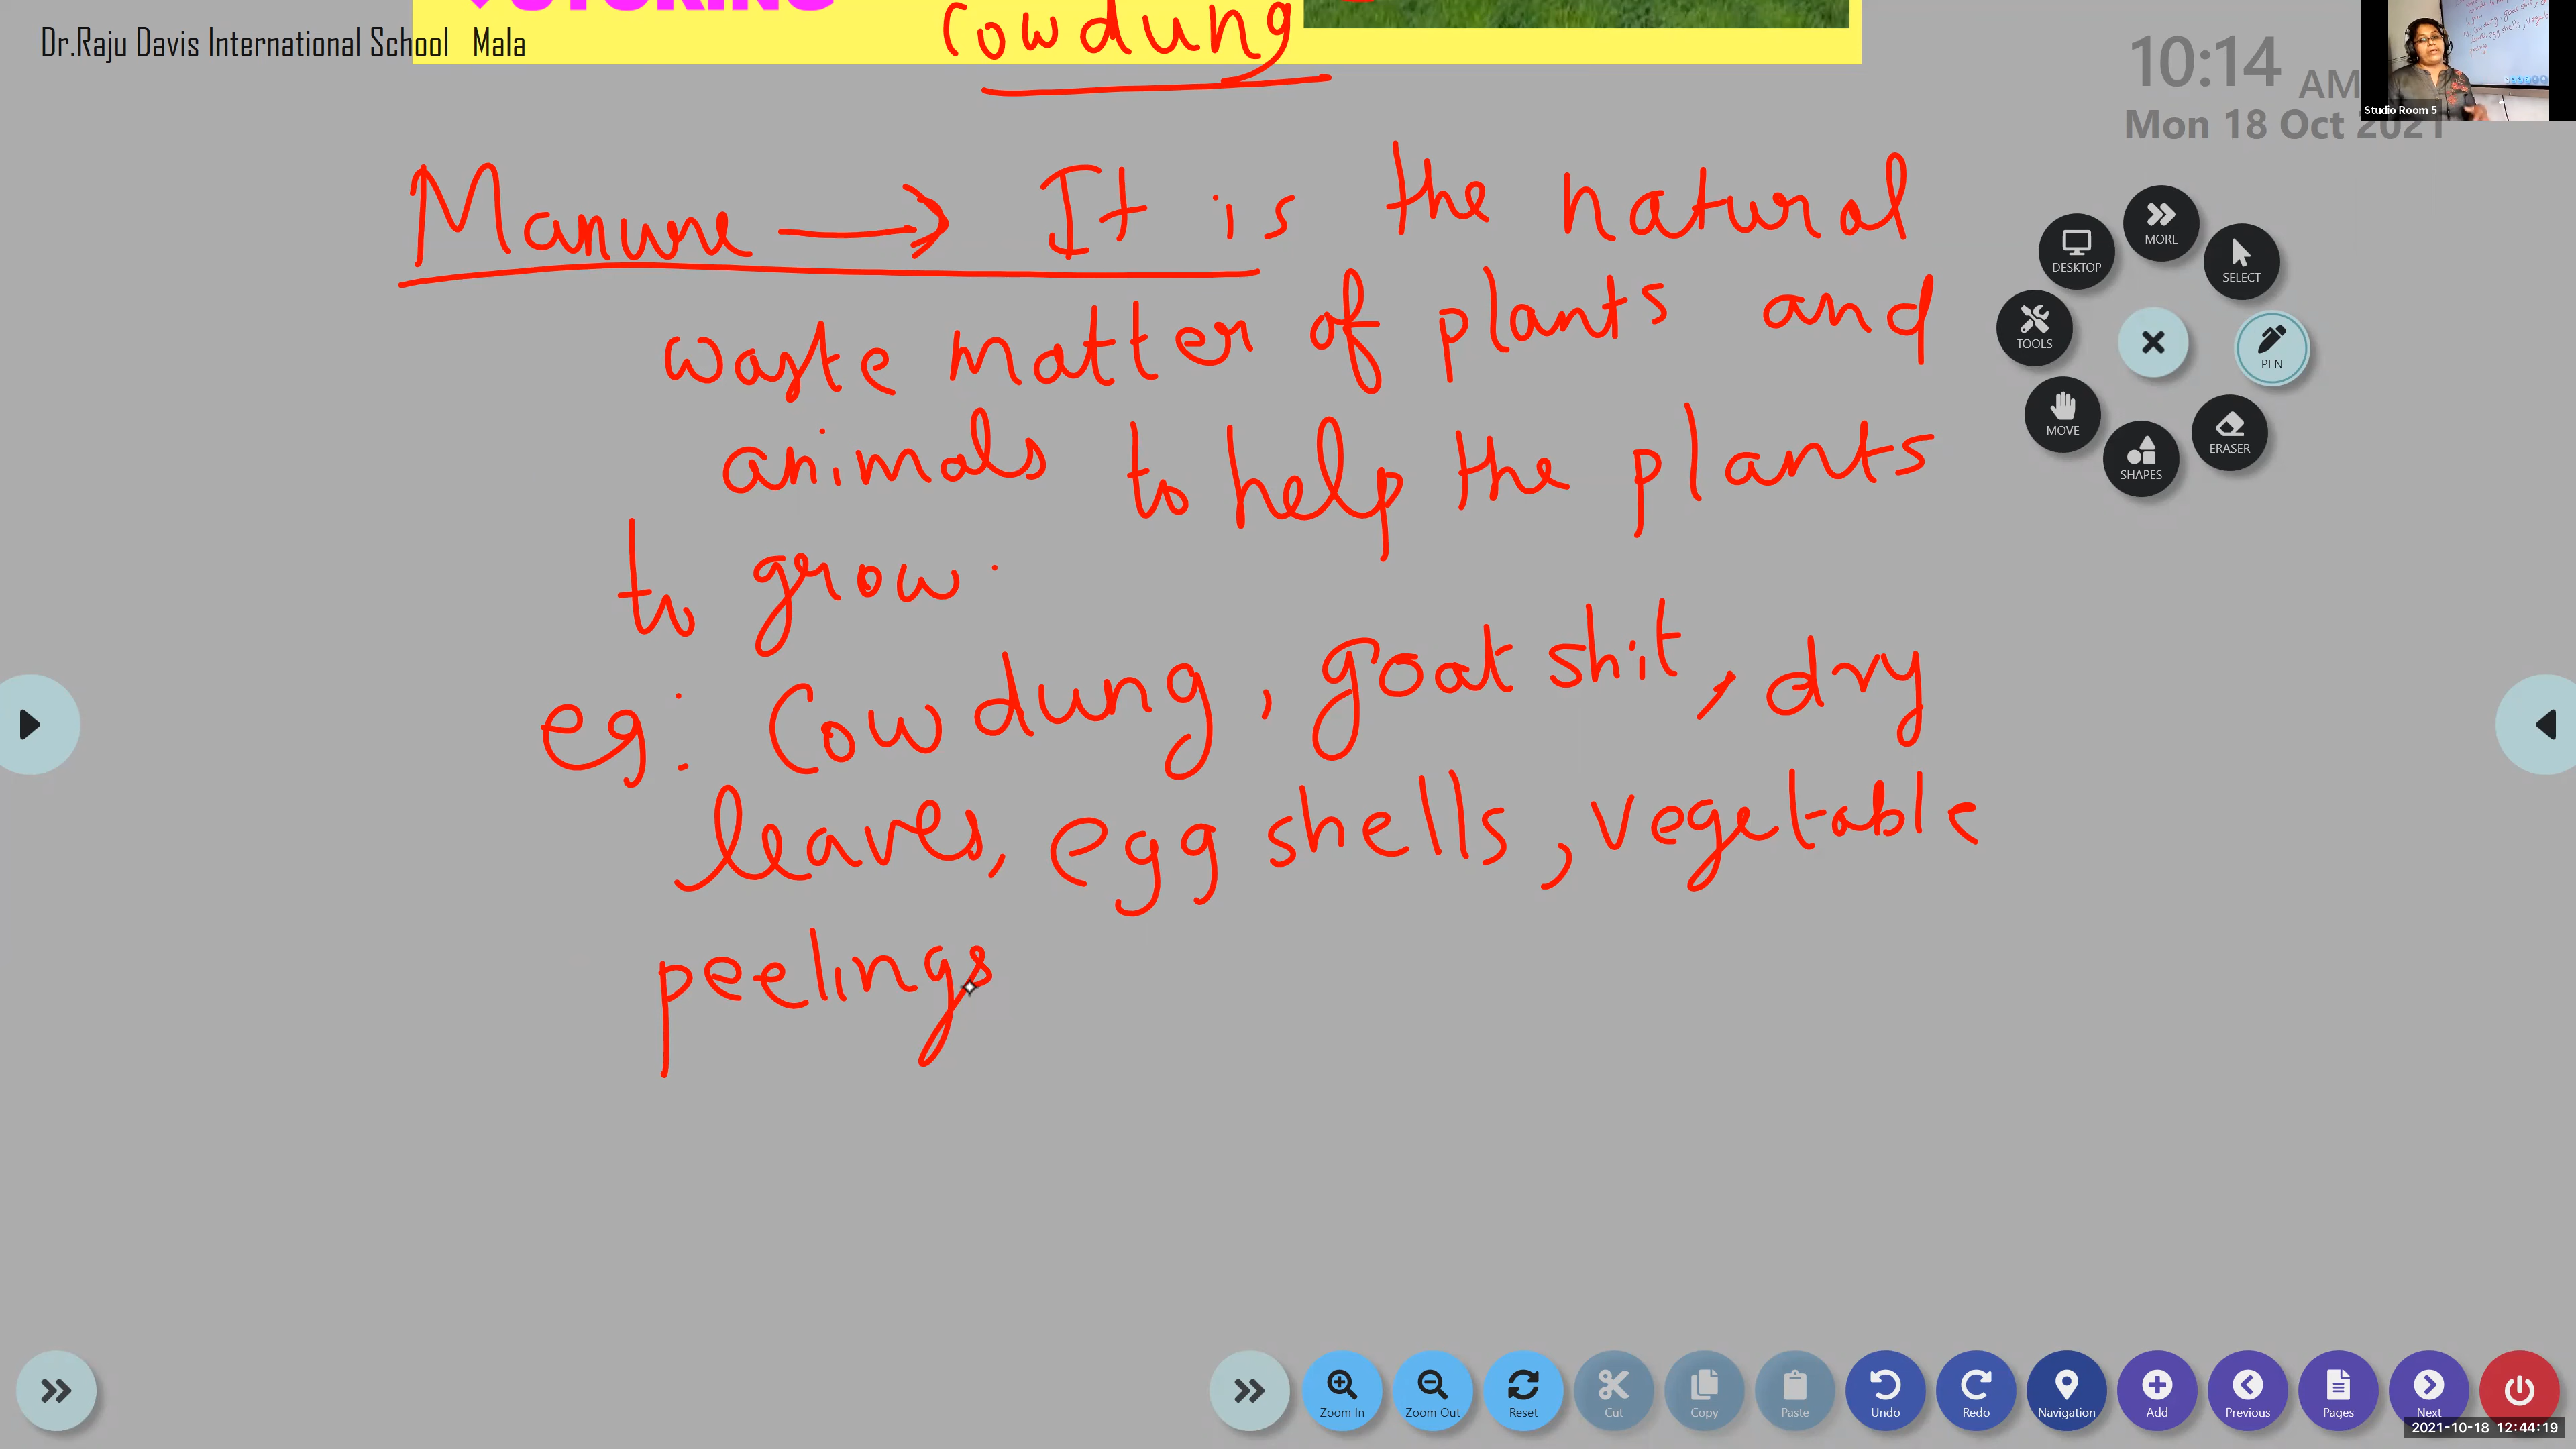 TUTORING
Cowdung
Dr.Raju Davis International School Mala
10:14 AM
Mon 18 Oct 2021
Studio Room 5
Manure → It is the natural
waste matter of plants and
animals to help the plants
to grow.
eg: Cowdung, goat shit, dry
leaves, egg shells, vegetable
peelings
MORE
DESKTOP
SELECT
TOOLS
PEN
MOVE
ERASER
SHAPES
Zoom In Zoom Out Reset Cut Copy Paste Undo Redo Navigation Add Previous Pages Next
2021-10-18 12:44:19